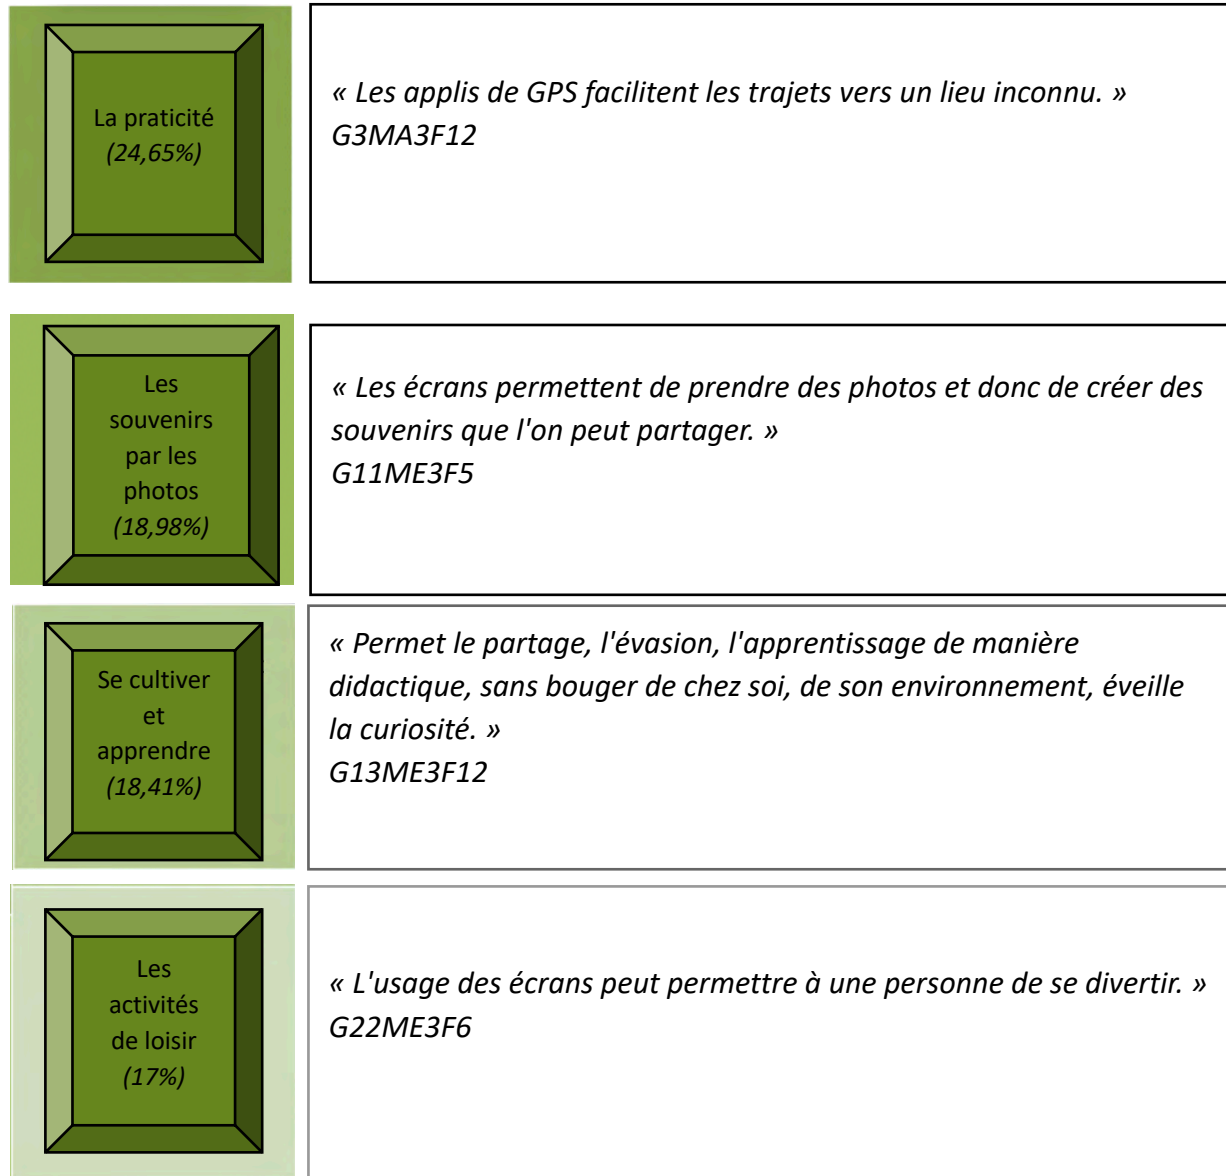 La praticité
(24,65%)
« Les applis de GPS facilitent les trajets vers un lieu inconnu. »
G3MA3F12
Les
souvenirs
par les
photos
(18,98%)
« Les écrans permettent de prendre des photos et donc de créer des
souvenirs que l'on peut partager. »
G11ME3F5
Se cultiver
et
apprendre
(18,41%)
« Permet le partage, l'évasion, l'apprentissage de manière
didactique, sans bouger de chez soi, de son environnement, éveille
la curiosité. »
G13ME3F12
Les
activités
de loisir
(17%)
« L'usage des écrans peut permettre à une personne de se divertir. »
G22ME3F6